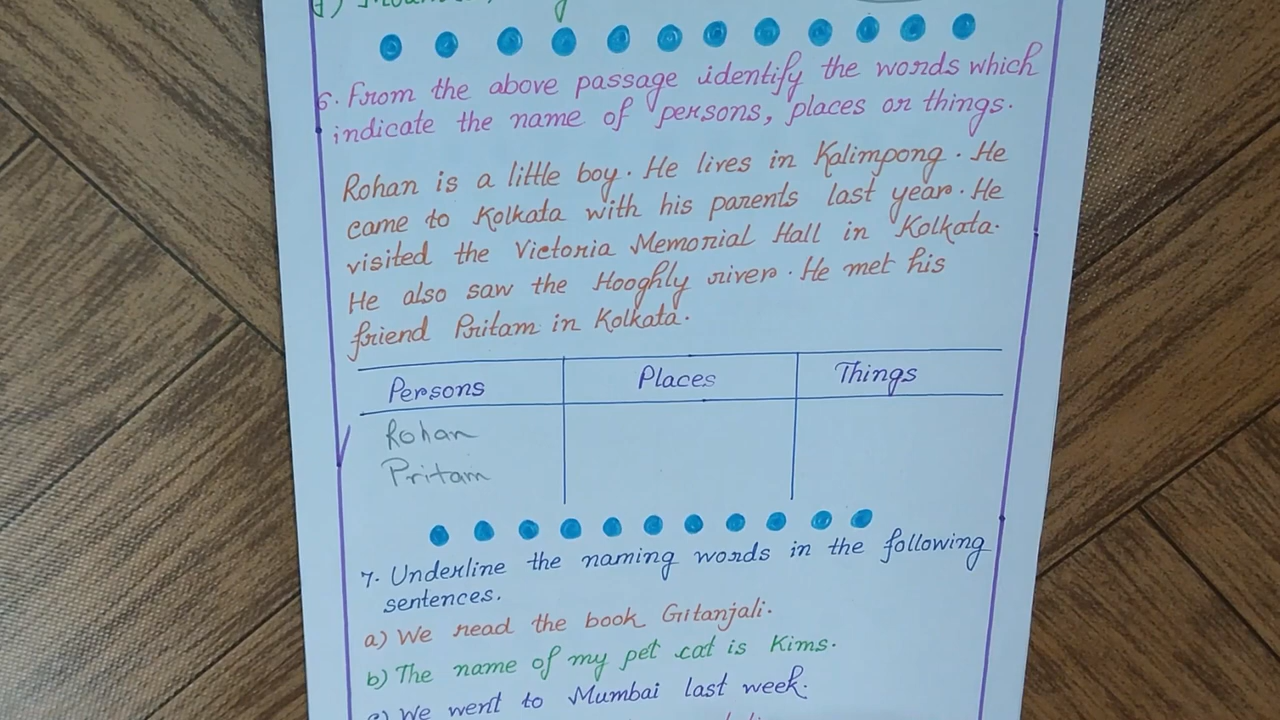 6. From the above passage identify the words which
indicate the name of persons, places or things.
Rohan is a little boy. He lives in Kalimpong. He
came to Kolkata with his parents last year. He
visited the Victoria Memorial Hall in Kolkata.
He also saw the Hooghly river. He met his
friend Pritam in Kolkata.
Persons Places Things
Rohan
Pritam
7. Underline the naming words in the following
sentences.
a) We read the book Gitanjali.
b) The name of my pet cat is Kims.
c) We went to Mumbai last week.